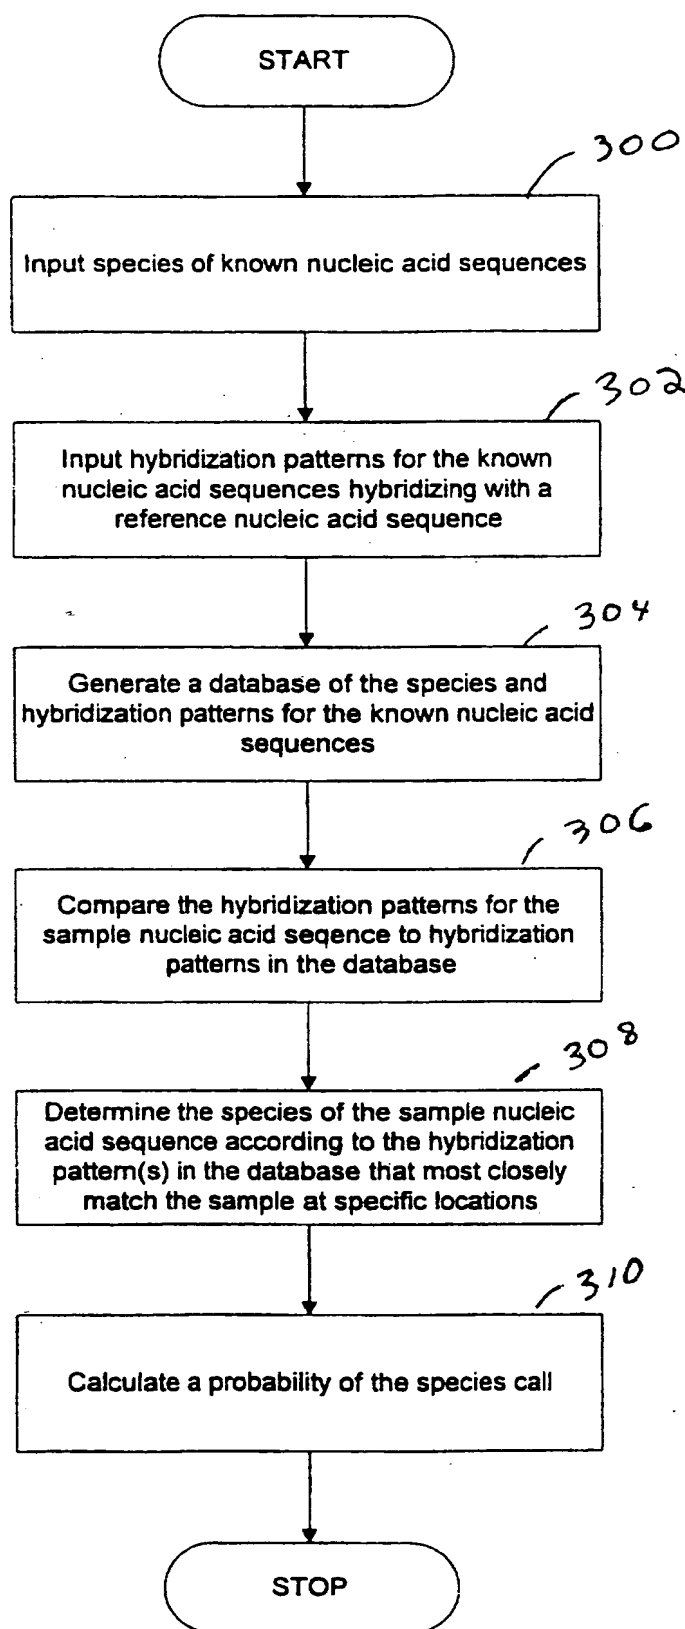 START
300
Input species of known nucleic acid sequences
302
Input hybridization patterns for the known
nucleic acid sequences hybridizing with a
reference nucleic acid sequence
304
Generate a database of the species and
hybridization patterns for the known nucleic acid
sequences
306
Compare the hybridization patterns for the
sample nucleic acid seqence to hybridization
patterns in the database
308
Determine the species of the sample nucleic
acid sequence according to the hybridization
pattern(s) in the database that most closely
match the sample at specific locations
310
Calculate a probability of the species call
STOP